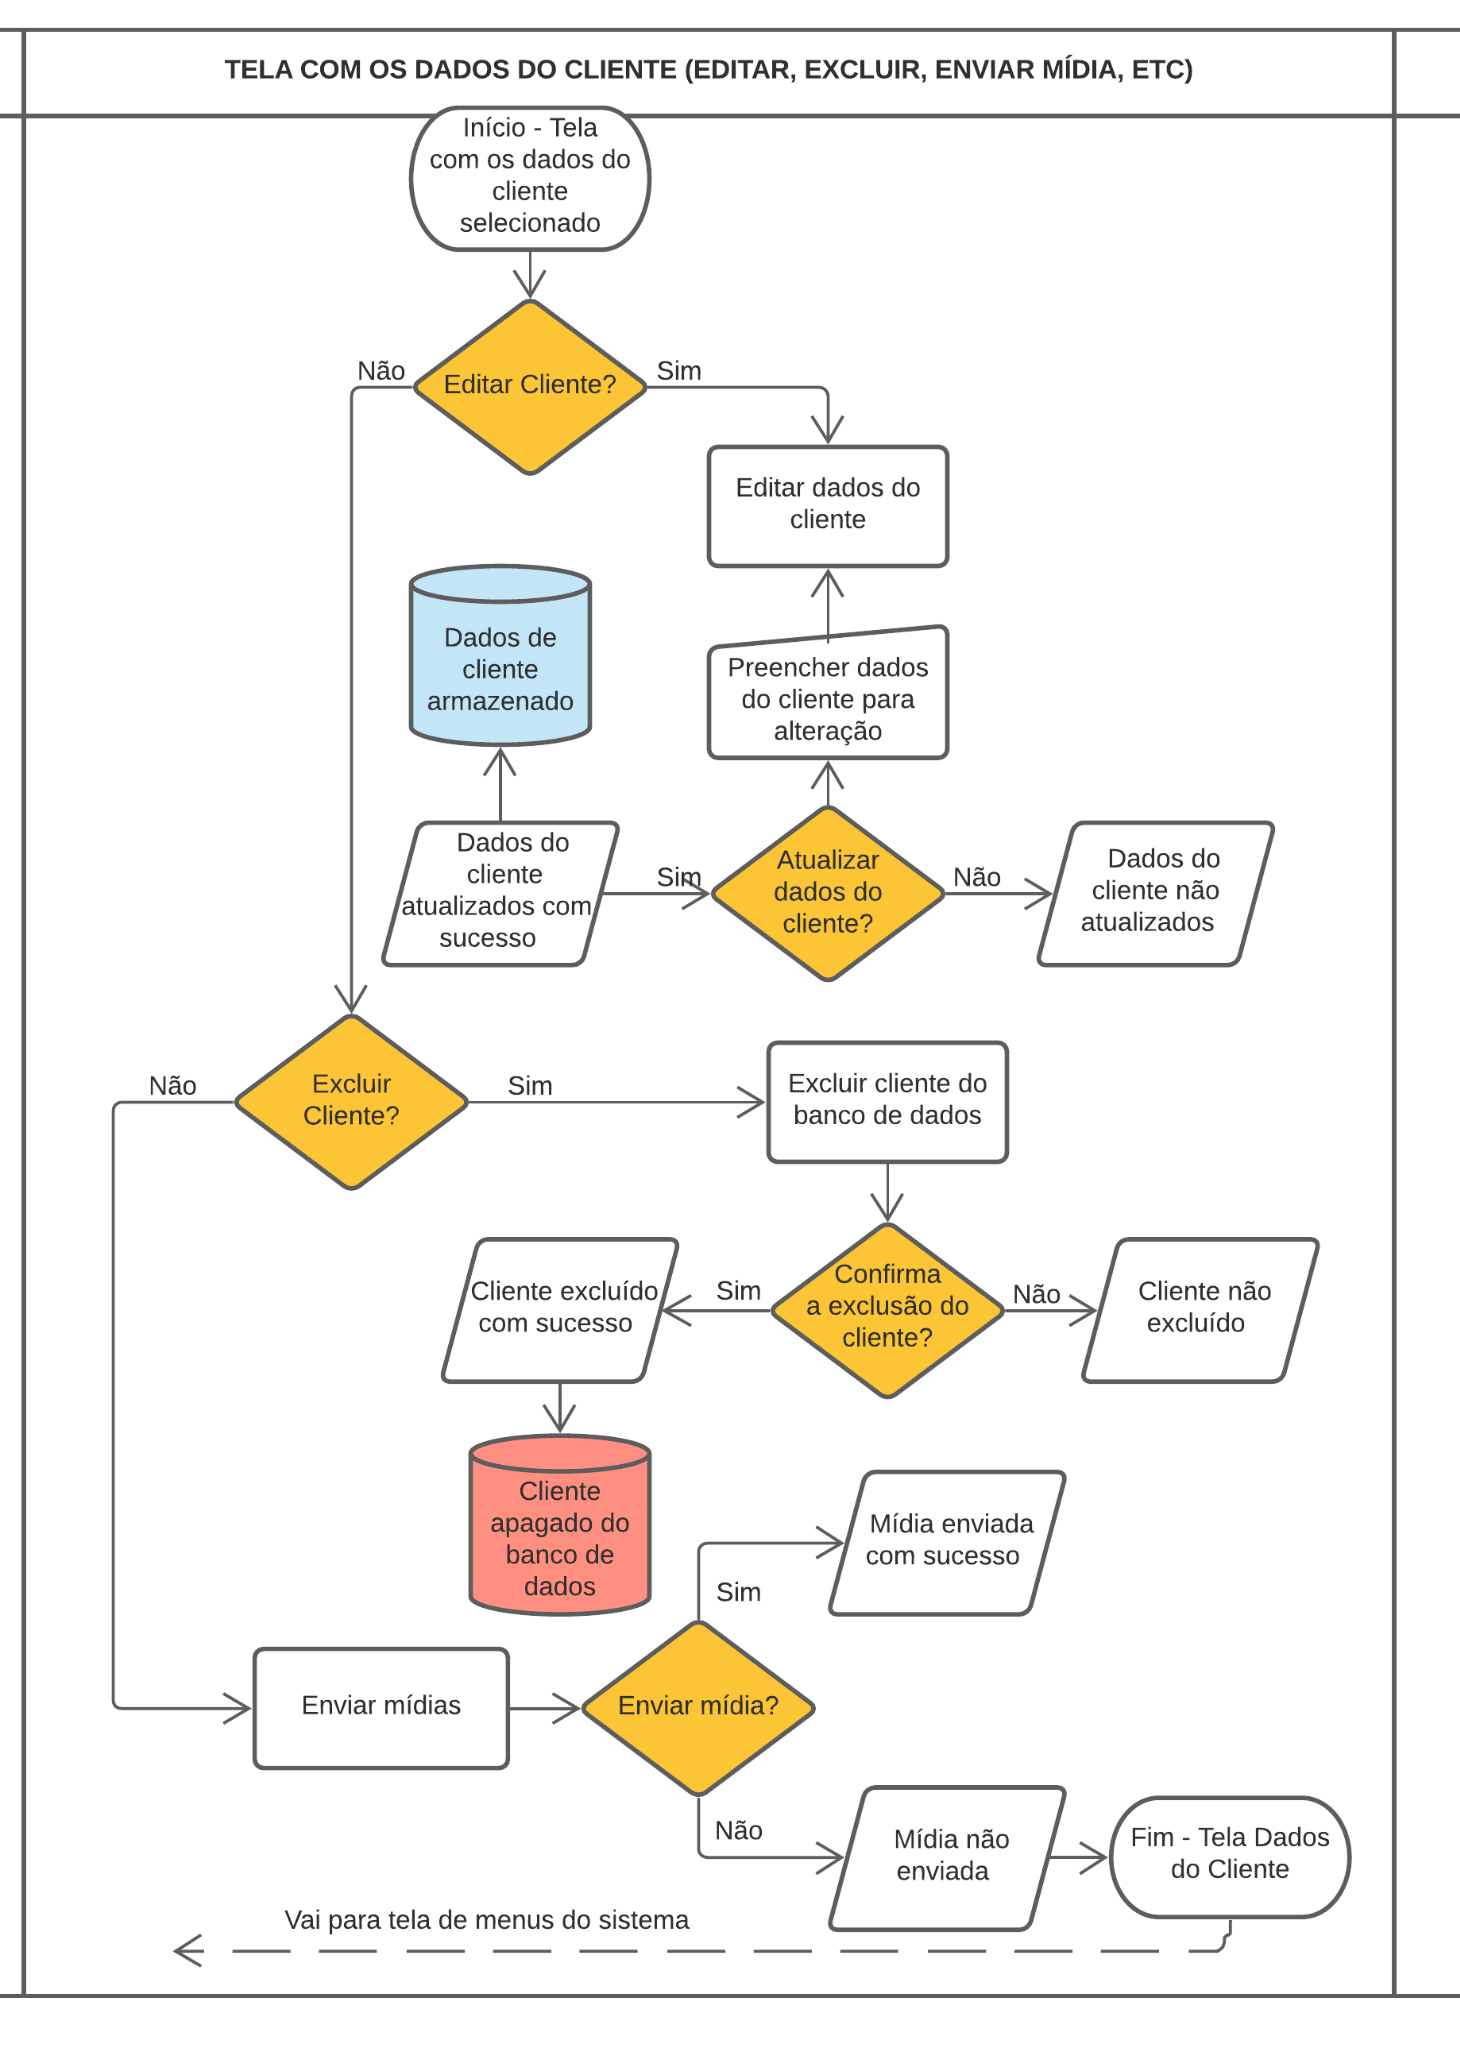 TELA COM OS DADOS DO CLIENTE (EDITAR, EXCLUIR, ENVIAR MÍDIA, ETC)
Início - Tela
com os dados do
cliente
selecionado
Não
Editar Cliente?
Sim
Editar dados do
cliente
Dados de
cliente
armazenado
Preencher dados
do cliente para
alteração
Dados do
cliente
atualizados com
sucesso
Sim
Atualizar
dados do
cliente?
Não
Dados do
cliente não
atualizados
Não
Excluir
Cliente?
Sim
Excluir cliente do
banco de dados
Cliente excluído
com sucesso
Sim
Confirma
a exclusão do
cliente?
Não
Cliente não
excluído
Cliente
apagado do
banco de
dados
Mídia enviada
com sucesso
Sim
Enviar mídias
Enviar mídia?
Não
Mídia não
enviada
Fim - Tela Dados
do Cliente
Vai para tela de menus do sistema